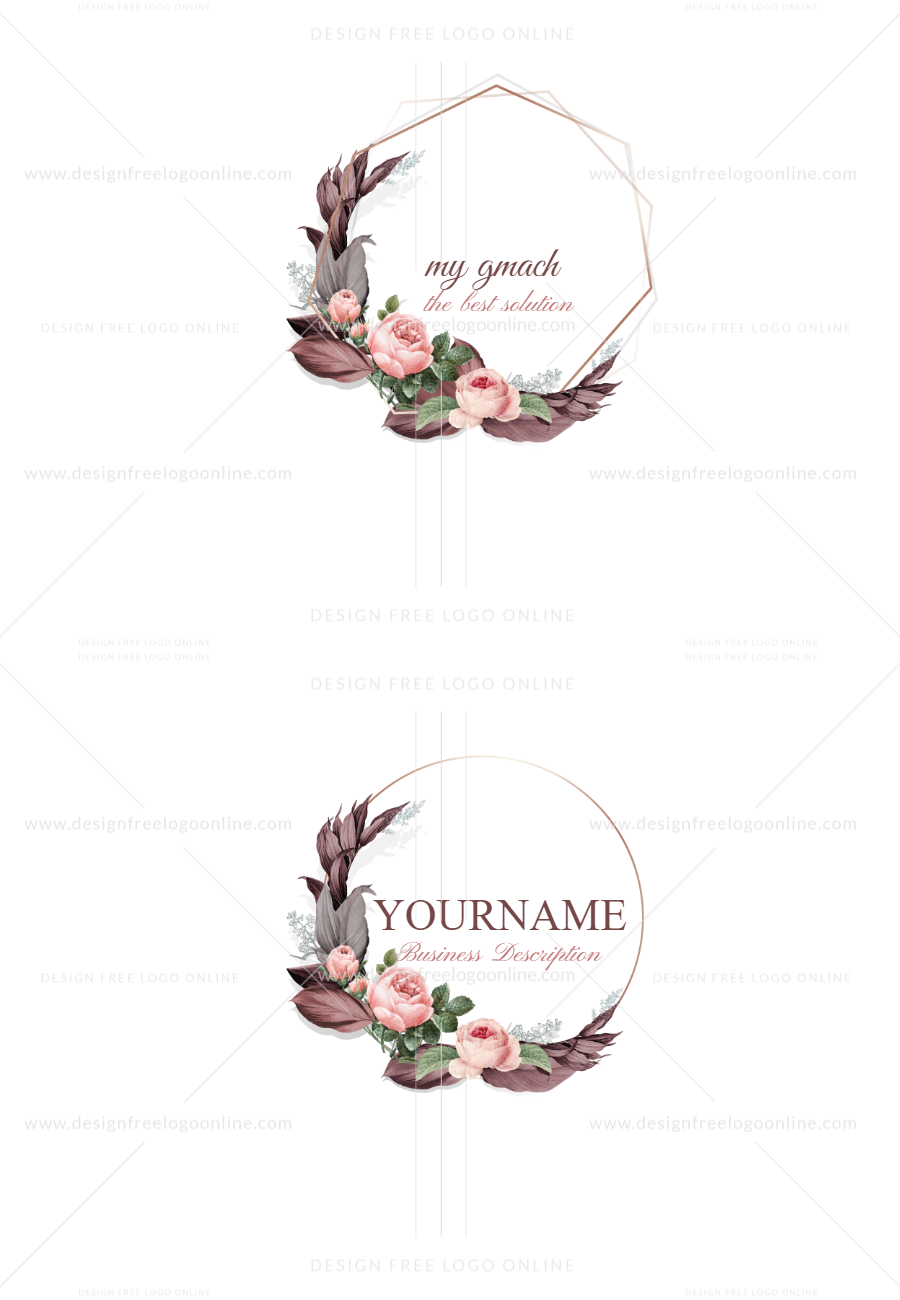 DESIGN FREE LOGO ONLINE DESIGN FREE LOGO ONLINE
DESIGN FREE LOGO ONLINE
www.designfreelogoonline.com www.designfreelogoonline.com
my gmach
the best solution
DESIGN FREE LOGO ONLINE www.designfreelogoonline.com DESIGN FREE LOGO ONLINE
www.designfreelogoonline.com www.designfreelogoonline.com
DESIGN FREE LOGO ONLINE
DESIGN FREE LOGO ONLINE DESIGN FREE LOGO ONLINE
DESIGN FREE LOGO ONLINE DESIGN FREE LOGO ONLINE
DESIGN FREE LOGO ONLINE
www.designfreelogoonline.com www.designfreelogoonline.com
YOURNAME
Business Description
DESIGN FREE LOGO ONLINE www.designfreelogoonline.com DESIGN FREE LOGO ONLINE
www.designfreelogoonline.com www.designfreelogoonline.com
DESIGN FREE LOGO ONLINE
DESIGN FREE LOGO ONLINE DESIGN FREE LOGO ONLINE